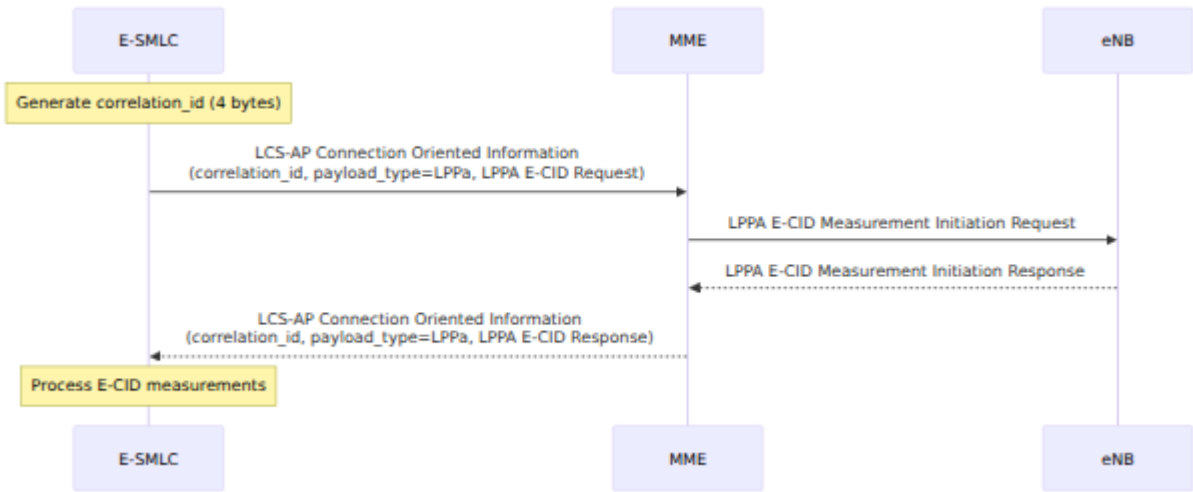 E-SMLC
MME
eNB
Generate correlation_id (4 bytes)
LCS-AP Connection Oriented Information
(correlation_id, payload_type=LPPa, LPPA E-CID Request)
LPPA E-CID Measurement Initiation Request
LPPA E-CID Measurement Initiation Response
LCS-AP Connection Oriented Information
(correlation_id, payload_type=LPPa, LPPA E-CID Response)
Process E-CID measurements
E-SMLC
MME
eNB